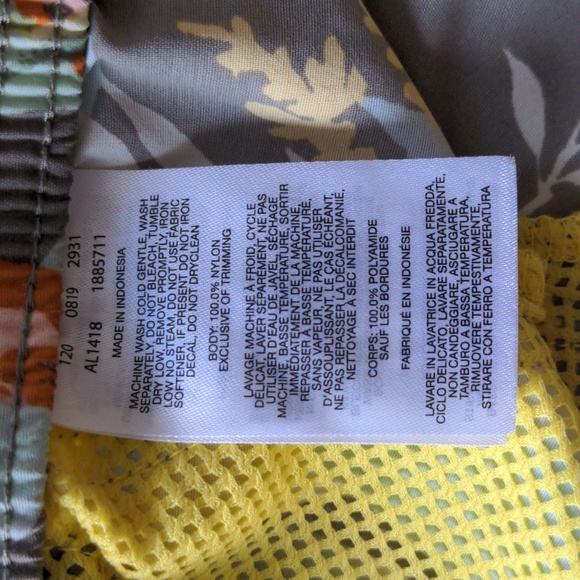 120 0819 2931
AL1418 1885711
MADE IN INDONESIA
MACHINE WASH COLD, GENTLE, WASH
SEPARATELY, DO NOT BLEACH, TUMBLE
DRY LOW, REMOVE PROMPTLY, IRON
LOW, NO STEAM, DO NOT USE FABRIC
SOFTENER, IF DECAL, DO NOT IRON
DECAL, DO NOT DRY CLEAN
BODY: 100.0% NYLON
EXCLUSIVE OF TRIMMING
LAVAGE MACHINE À FROID, CYCLE
DÉLICAT, LAVER SÉPARÉMENT, NE PAS
UTILISER D'EAU DE JAVEL, SÉCHAGE
MACHINE, BASSE TEMPÉRATURE, SORTIR
IMMÉDIATEMENT DE LA MACHINE,
REPASSER À BASSE TEMPÉRATURE,
SANS VAPEUR, NE PAS UTILISER
D'ASSOUPLISSANT, LE CAS ÉCHÉANT,
NE PAS REPASSER LA DÉCALCOMANIE,
NETTOYAGE À SEC INTERDIT
CORPS: 100.0% POLYAMIDE
SAUF LES BORDURES
FABRIQUÉ EN INDONÉSIE
LAVARE IN LAVATRICE IN ACQUA FREDDA,
CICLO DELICATO, LAVARE SEPARATAMENTE,
NON CANDEGGIARE, ASCIUGARE A
TAMBURO A BASSA TEMPERATURA,
RIMUOVERE TEMPESTIVAMENTE,
STIRARE CON FERRO A TEMPERATURA